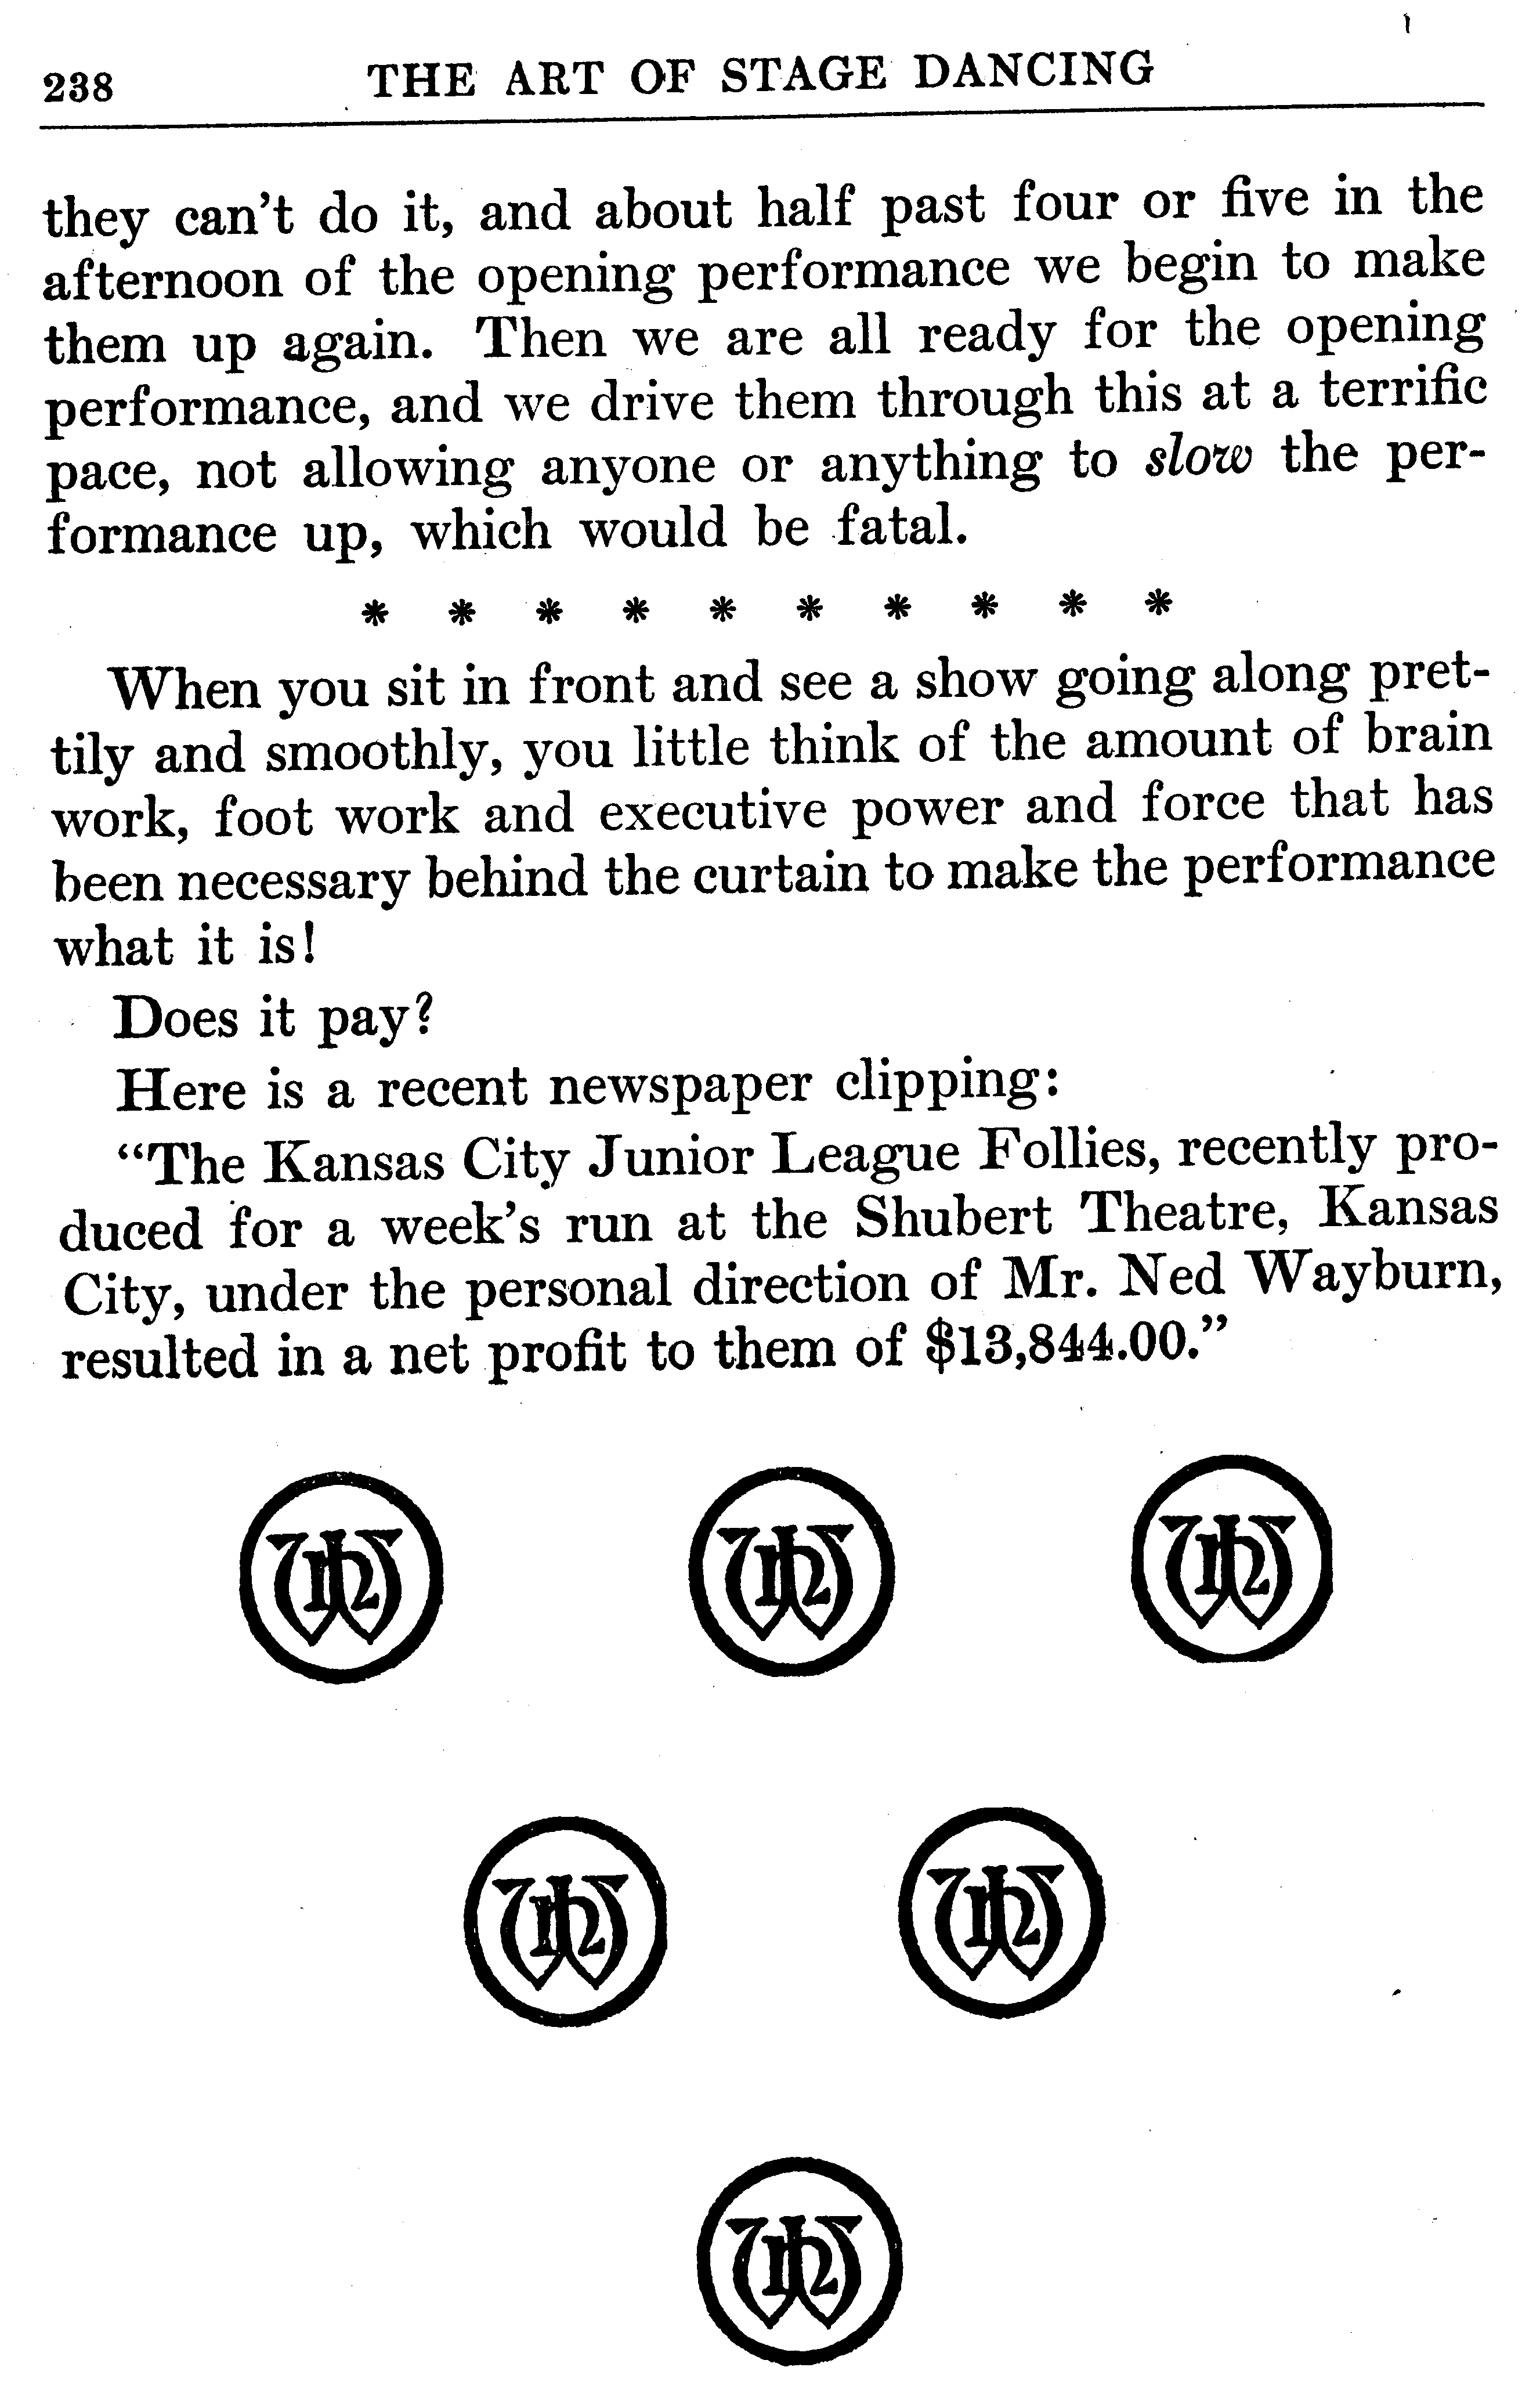 238 THE ART OF STAGE DANCING
they can't do it, and about half past four or five in the
afternoon of the opening performance we begin to make
them up again. Then we are all ready for the opening
performance, and we drive them through this at a terrific
pace, not allowing anyone or anything to slow the per-
formance up, which would be fatal.
* * * * * * * * * *
When you sit in front and see a show going along pret-
tily and smoothly, you little think of the amount of brain
work, foot work and executive power and force that has
been necessary behind the curtain to make the performance
what it is!
Does it pay?
Here is a recent newspaper clipping:
“The Kansas City Junior League Follies, recently pro-
duced for a week's run at the Shubert Theatre, Kansas
City, under the personal direction of Mr. Ned Wayburn,
resulted in a net profit to them of $13,844.00.”